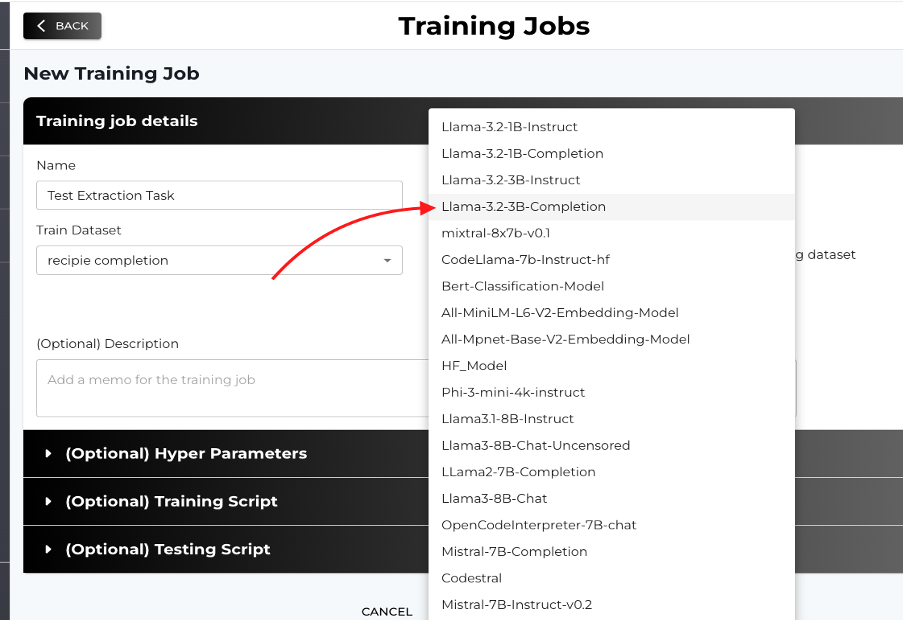 BACK
Training Jobs
New Training Job
Training job details
Name
Test Extraction Task
Train Dataset
recipie completion
(Optional) Description
Add a memo for the training job
(Optional) Hyper Parameters
(Optional) Training Script
(Optional) Testing Script
CANCEL
Llama-3.2-1B-Instruct
Llama-3.2-1B-Completion
Llama-3.2-3B-Instruct
Llama-3.2-3B-Completion
mixtral-8x7b-v0.1
CodeLlama-7b-Instruct-hf
Bert-Classification-Model
All-MiniLM-L6-V2-Embedding-Model
All-Mpnet-Base-V2-Embedding-Model
HF_Model
Phi-3-mini-4k-instruct
Llama3.1-8B-Instruct
Llama3-8B-Chat-Uncensored
LLama2-7B-Completion
Llama3-8B-Chat
OpenCodeInterpreter-7B-chat
Mistral-7B-Completion
Codestral
Mistral-7B-Instruct-v0.2
dataset